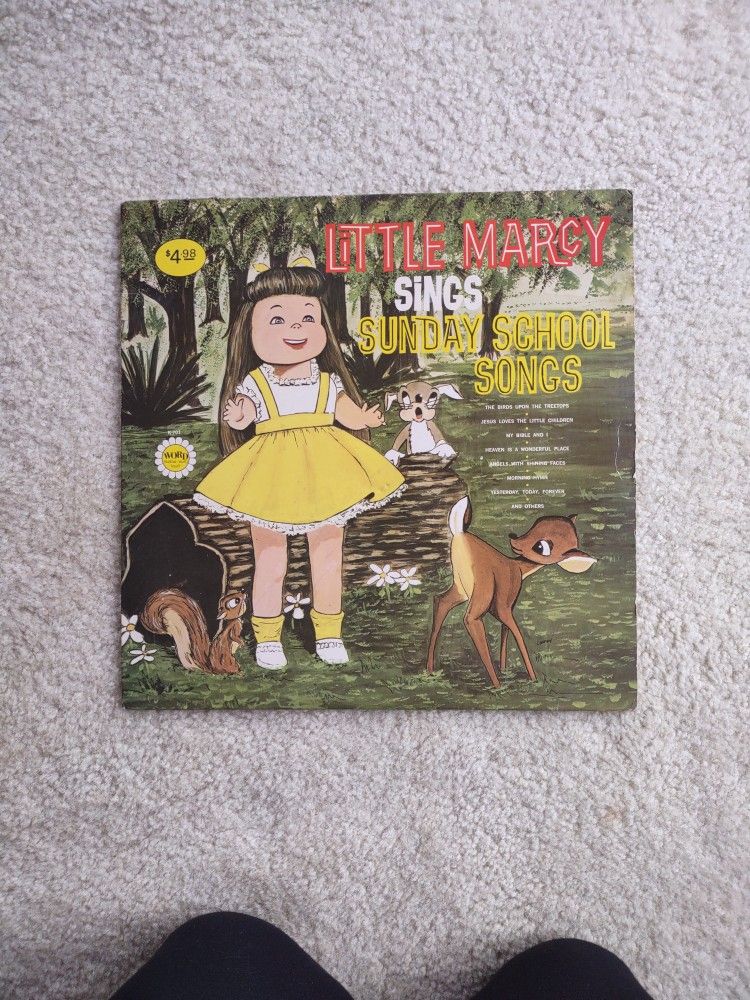 $4.98
LiTTLE MARCY
SiNGS
SUNDAY SCHOOL
SONGS
THE BIRDS UPON THE TREETOPS
JESUS LOVES THE LITTLE CHILDREN
MY BIBLE AND I
HEAVEN IS A WONDERFUL PLACE
ANGELS WITH SHINING FACES
MORNING HYMN
YESTERDAY, TODAY, FOREVER
AND OTHERS
WORD